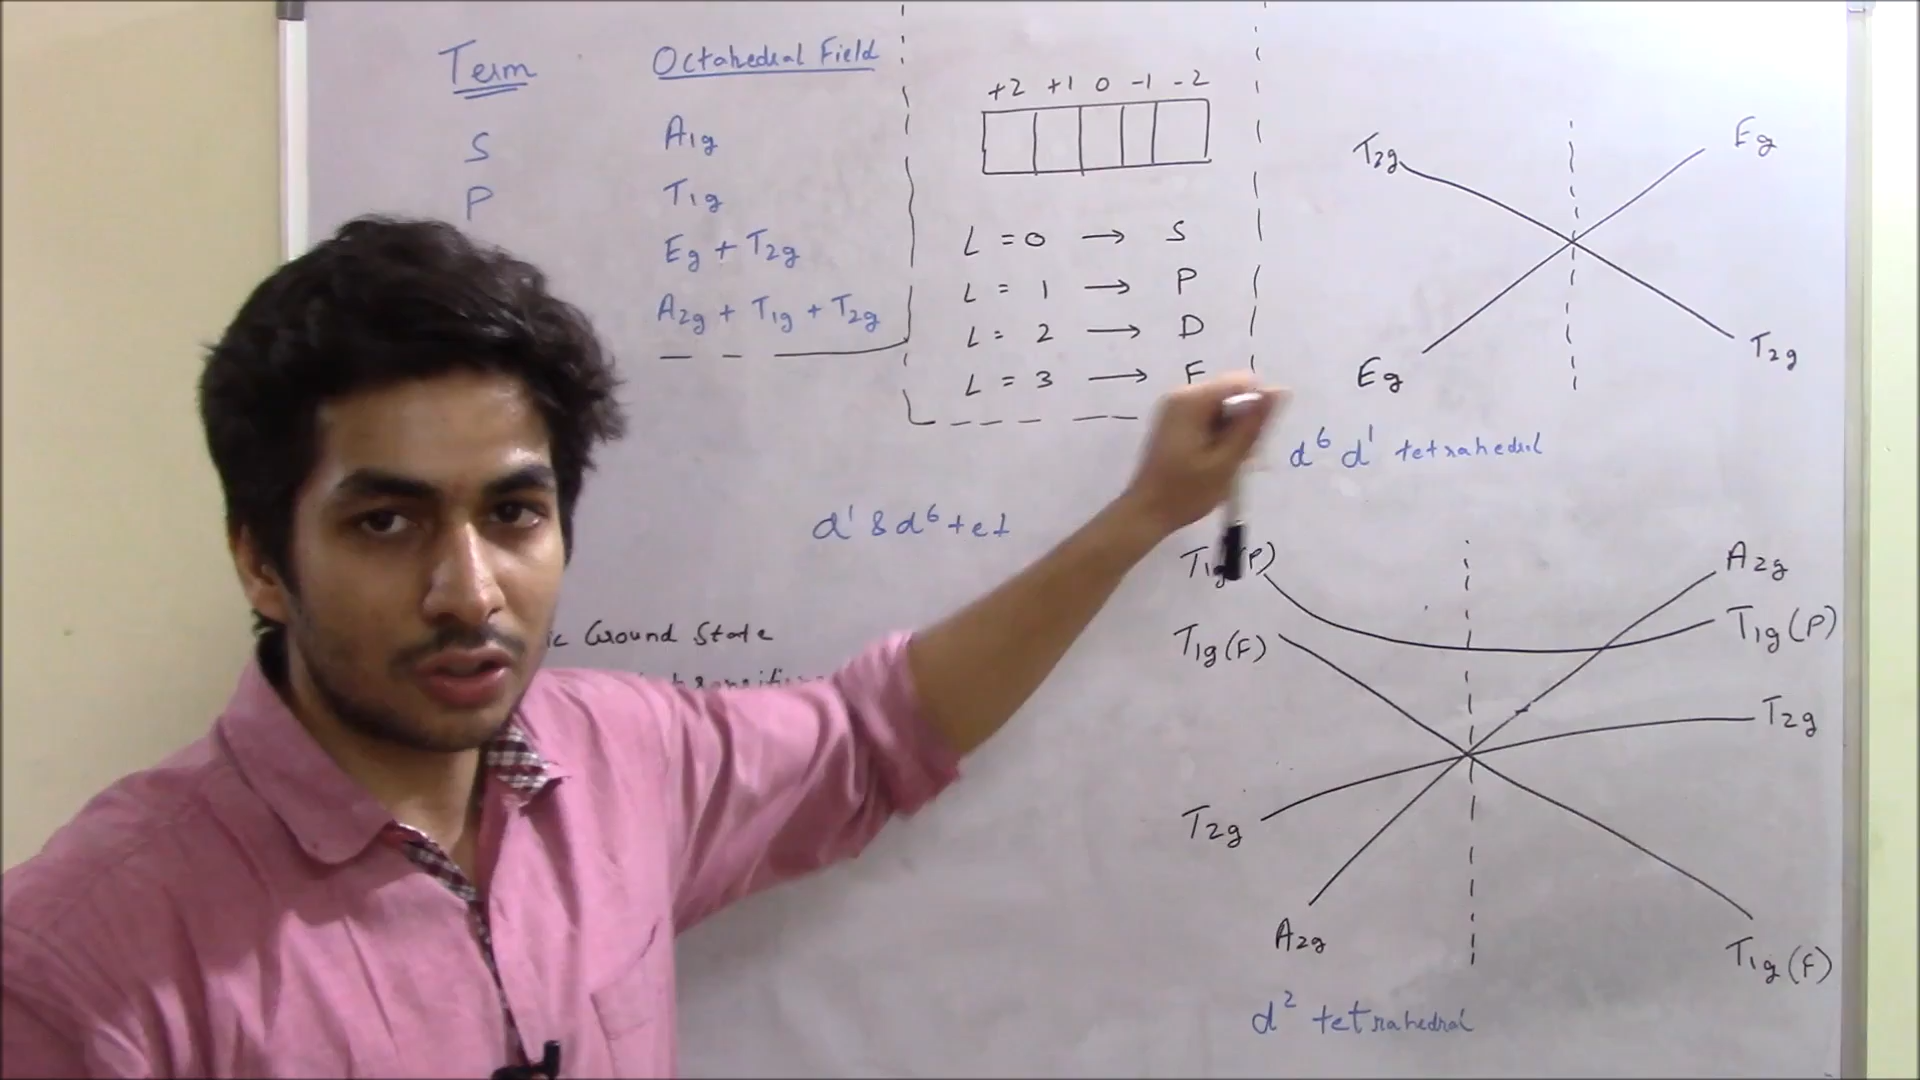 Term Octahedral Field
S A1g
P T1g
Eg + T2g
A2g + T1g + T2g
+2 +1 0 -1 -2
L = 0 → S
L = 1 → P
L = 2 → D
L = 3 → F
d¹ & d⁶ tet
Ground State
T2g Eg
Eg T2g
d⁶ d¹ tetrahedral
T1g(P) A2g
T1g(P)
T1g(F)
T2g
T2g
A2g T1g(F)
d² tetrahedral